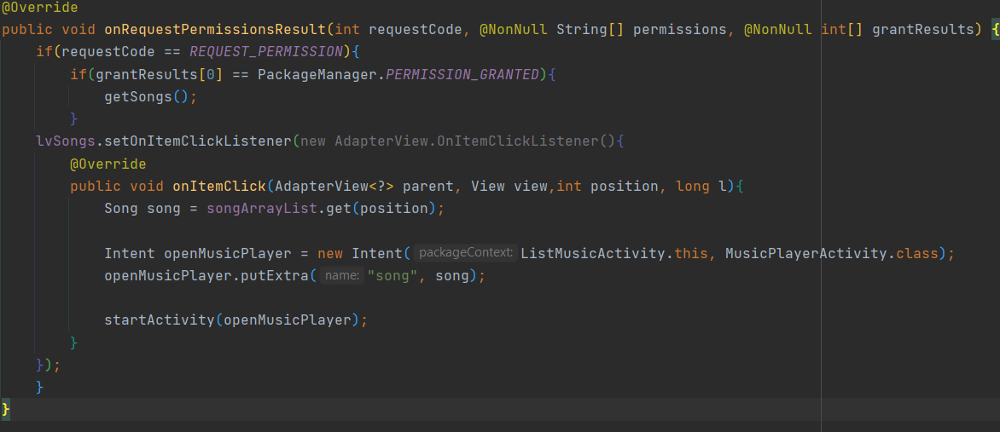 @Override
public void onRequestPermissionsResult(int requestCode, @NonNull String[] permissions, @NonNull int[] grantResults) {
    if(requestCode == REQUEST_PERMISSION){
        if(grantResults[0] == PackageManager.PERMISSION_GRANTED){
            getSongs();
        }
    lvSongs.setOnItemClickListener(new AdapterView.OnItemClickListener(){
        @Override
        public void onItemClick(AdapterView<?> parent, View view,int position, long l){
            Song song = songArrayList.get(position);

            Intent openMusicPlayer = new Intent( packageContext: ListMusicActivity.this, MusicPlayerActivity.class);
            openMusicPlayer.putExtra( name: "song", song);

            startActivity(openMusicPlayer);
        }
    });
    }
}